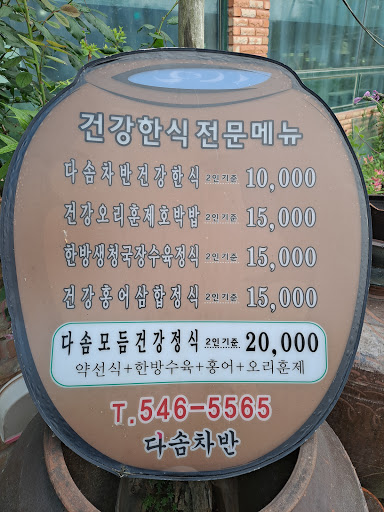 건강한식전문메뉴
다솜차반건강한식 2인기준 10,000
건강오리훈제호박밥 2인기준 15,000
한방생청국장수육정식 2인기준 15,000
건강홍어삼합정식 2인기준 15,000
다솜모듬건강정식 2인기준 20,000
약선식+한방수육+홍어+오리훈제
T.546-5565
다솜차반